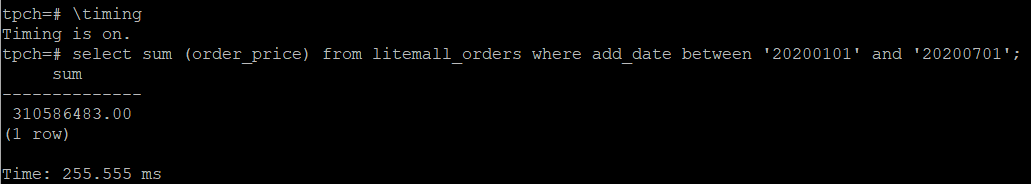 tpch=# \timing
Timing is on.
tpch=# select sum (order_price) from litemall_orders where add_date between '20200101' and '20200701';
     sum
--------------
 310586483.00
(1 row)

Time: 255.555 ms